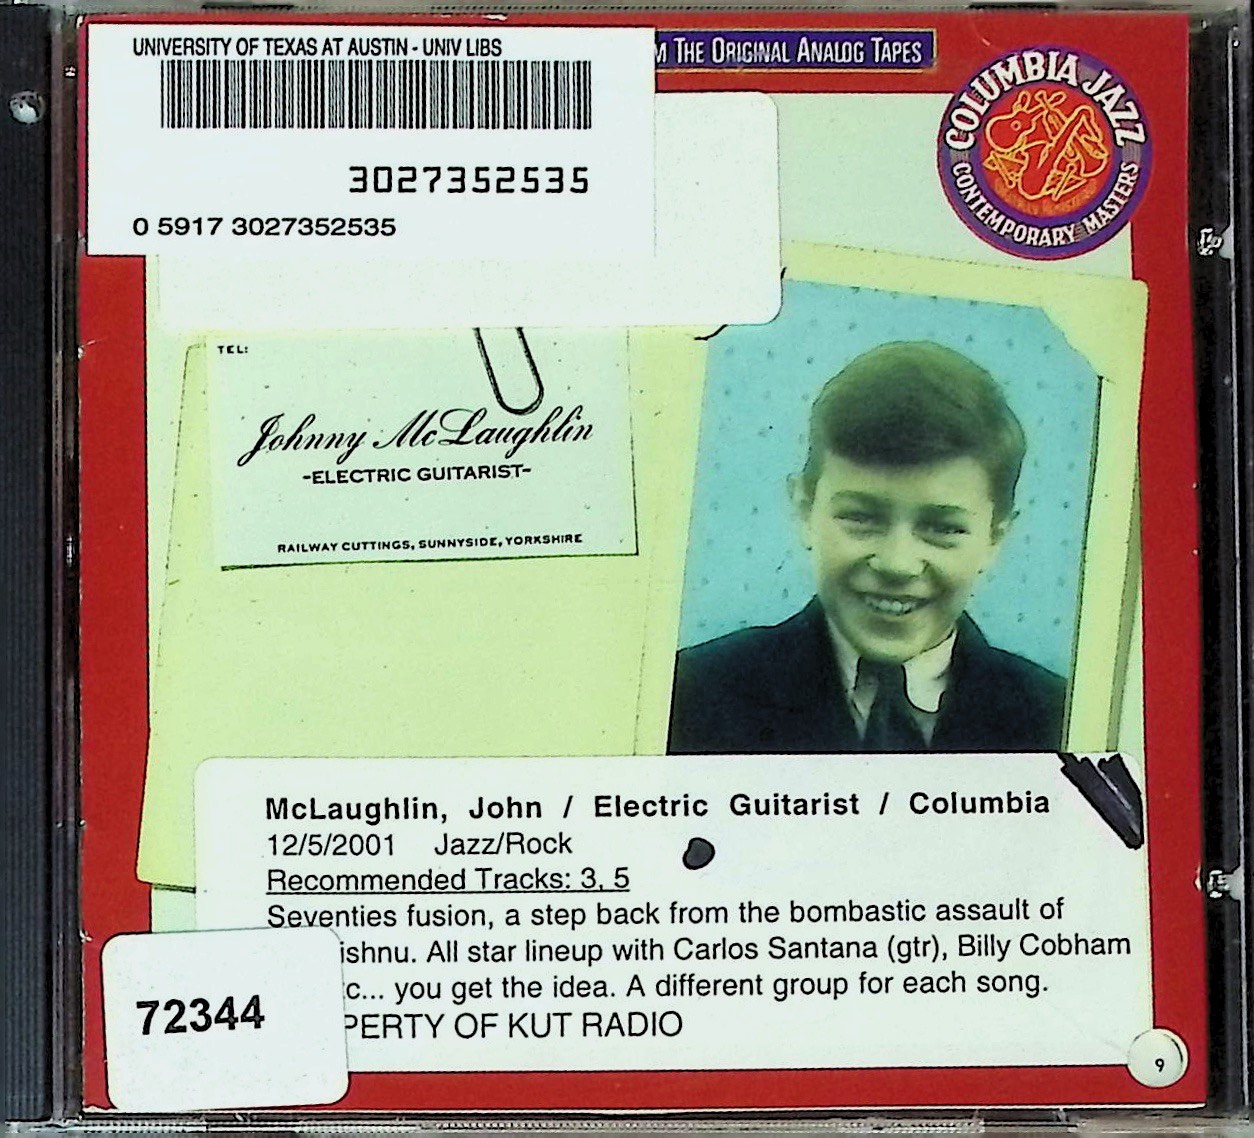 UNIVERSITY OF TEXAS AT AUSTIN - UNIV LIBS
3027352535
0 5917 3027352535
THE ORIGINAL ANALOG TAPES
COLUMBIA JAZZ
CONTEMPORARY MASTERS
TEL:
Johnny McLaughlin
-ELECTRIC GUITARIST-
RAILWAY CUTTINGS, SUNNYSIDE, YORKSHIRE
McLaughlin, John / Electric Guitarist / Columbia
12/5/2001 Jazz/Rock
Recommended Tracks: 3, 5
Seventies fusion, a step back from the bombastic assault of
ishnu. All star lineup with Carlos Santana (gtr), Billy Cobham
c... you get the idea. A different group for each song.
PERTY OF KUT RADIO
72344
9